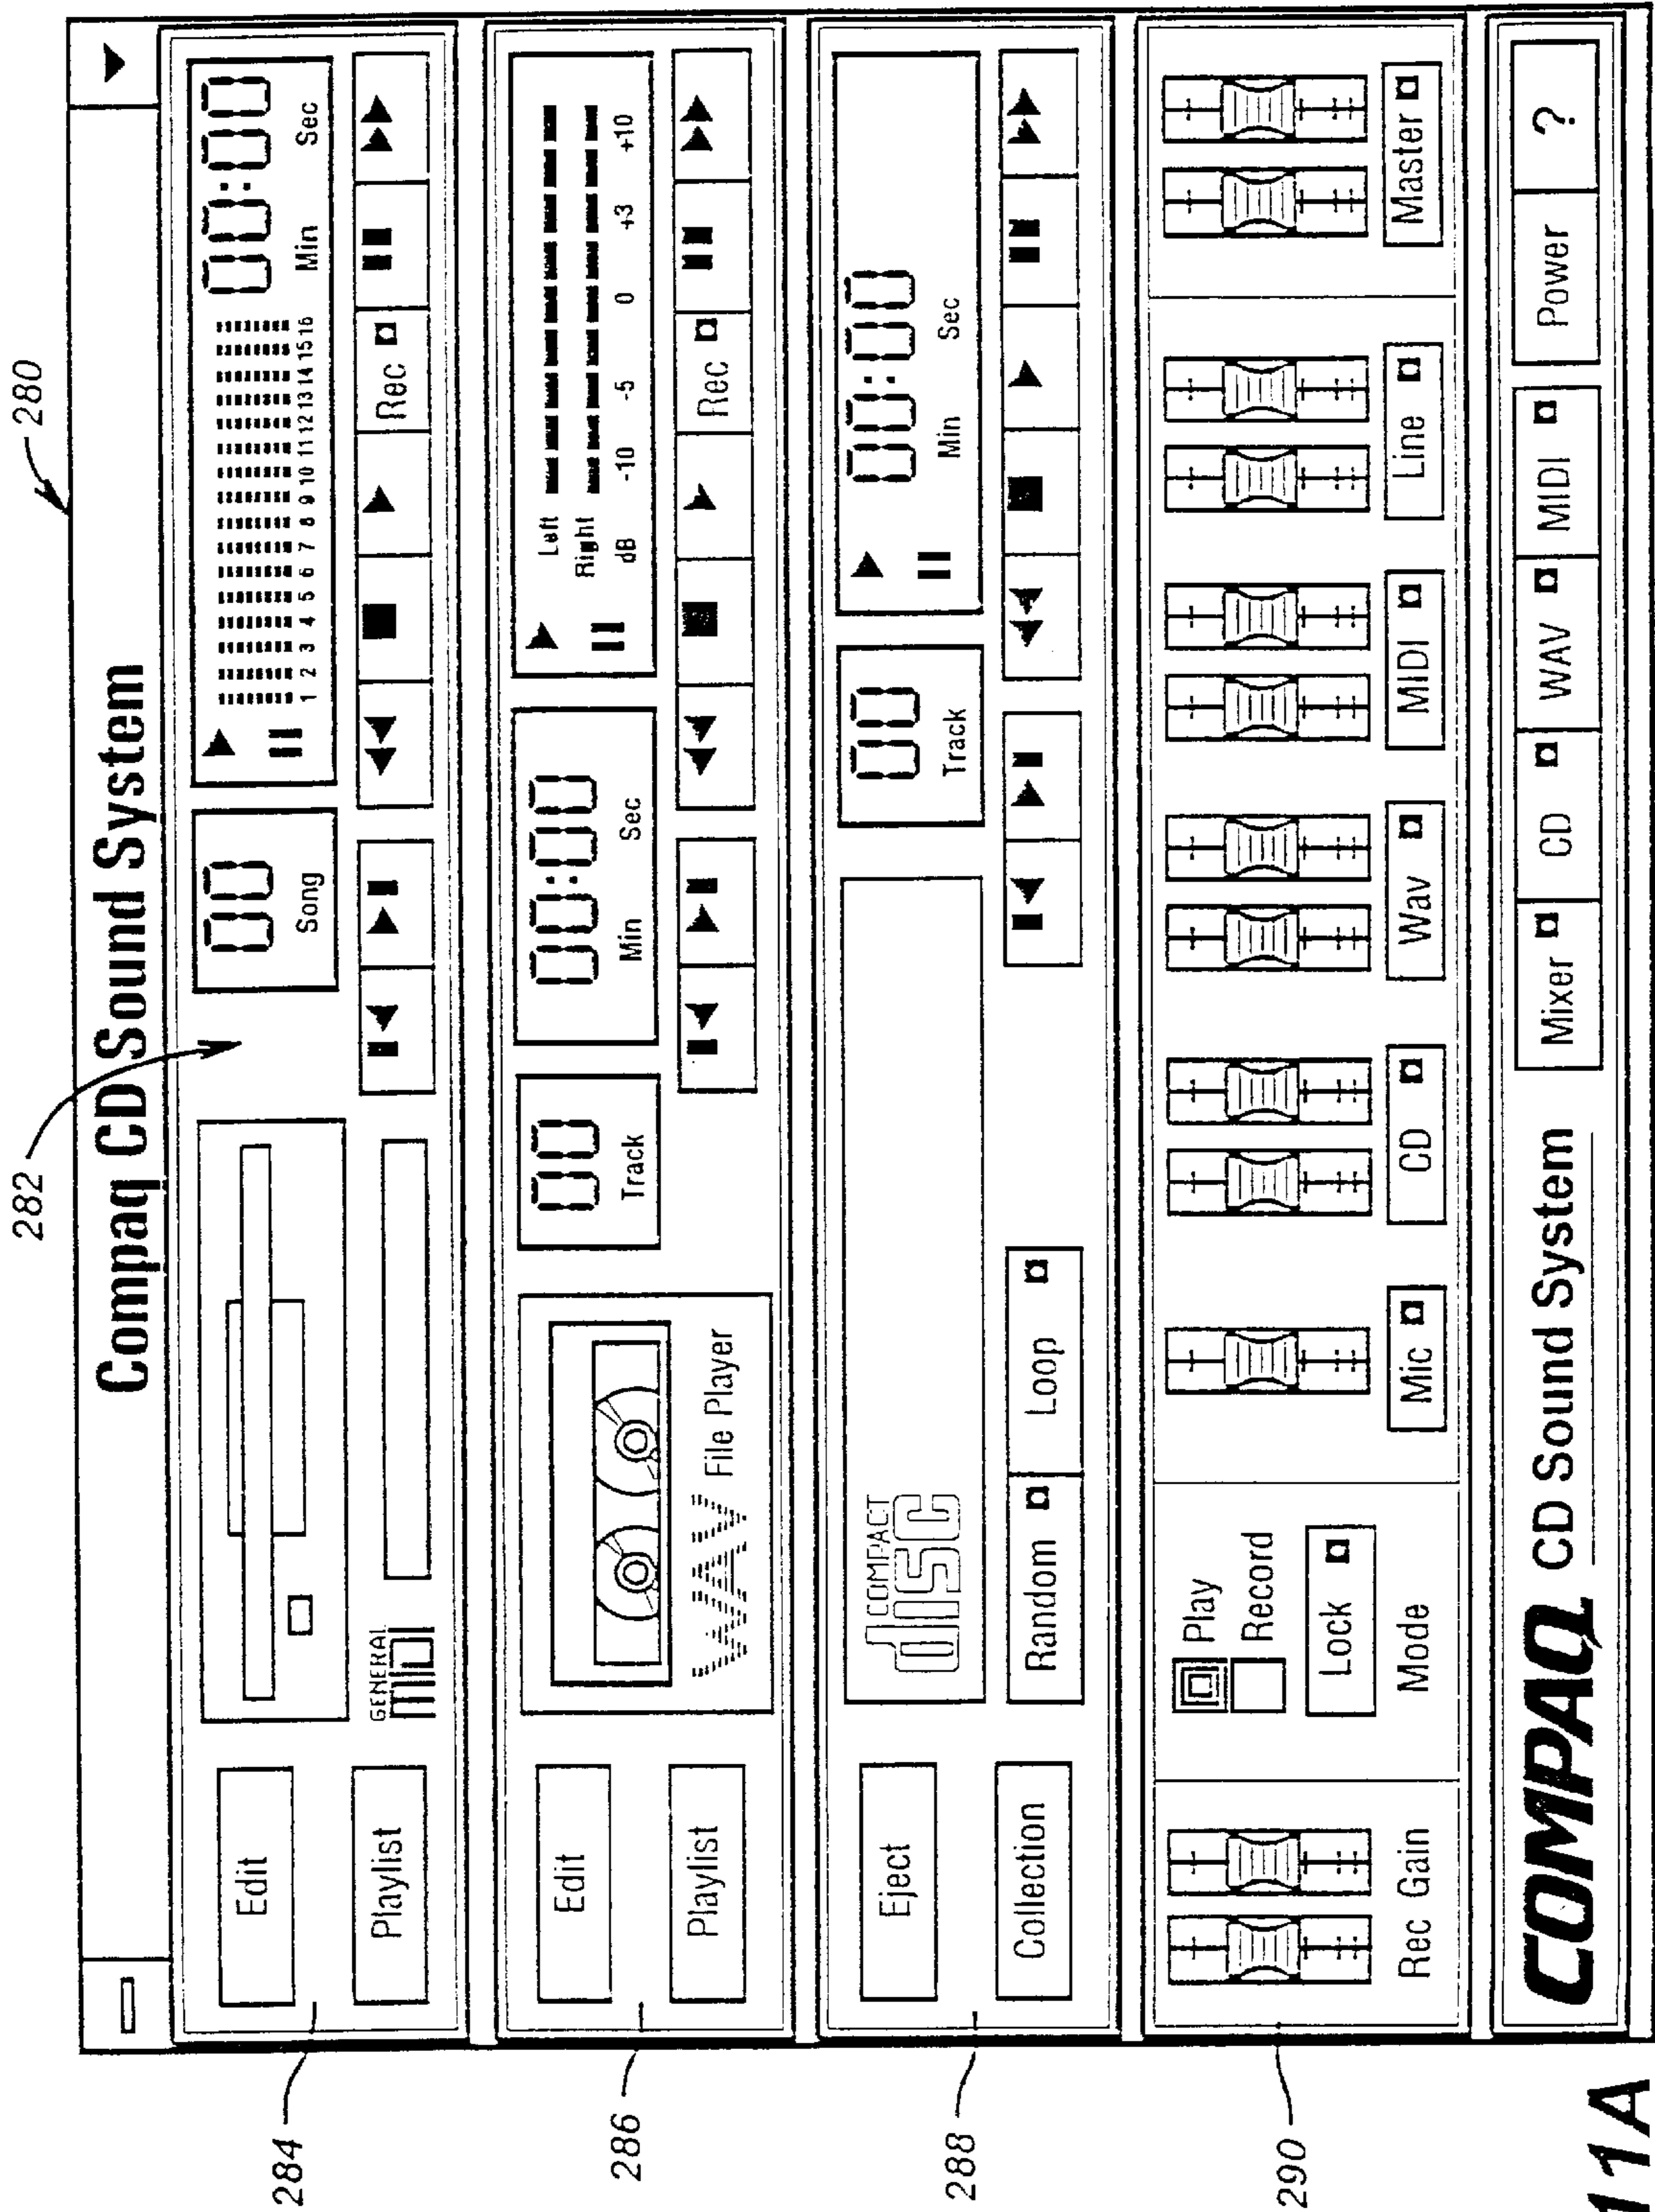 280
282
Compaq CD Sound System
284
Edit
Playlist
GENERAL
MIDI
00
Song
1 2 3 4 5 6 7 8 9 10 11 12 13 14 15 16
00:00
Min Sec
Rec
286
Edit
Playlist
WAV File Player
00
Track
00:00
Min Sec
Left
Right
dB -10 -5 0 +3 +10
Rec
288
Eject
Collection
COMPACT
disc
Random
Loop
00
Track
00:00
Min Sec
290
Rec Gain
Play
Record
Lock
Mode
Mic
CD
Wav
MIDI
Line
Master
COMPAQ CD Sound System
Mixer
CD
WAV
MIDI
Power
?
11A